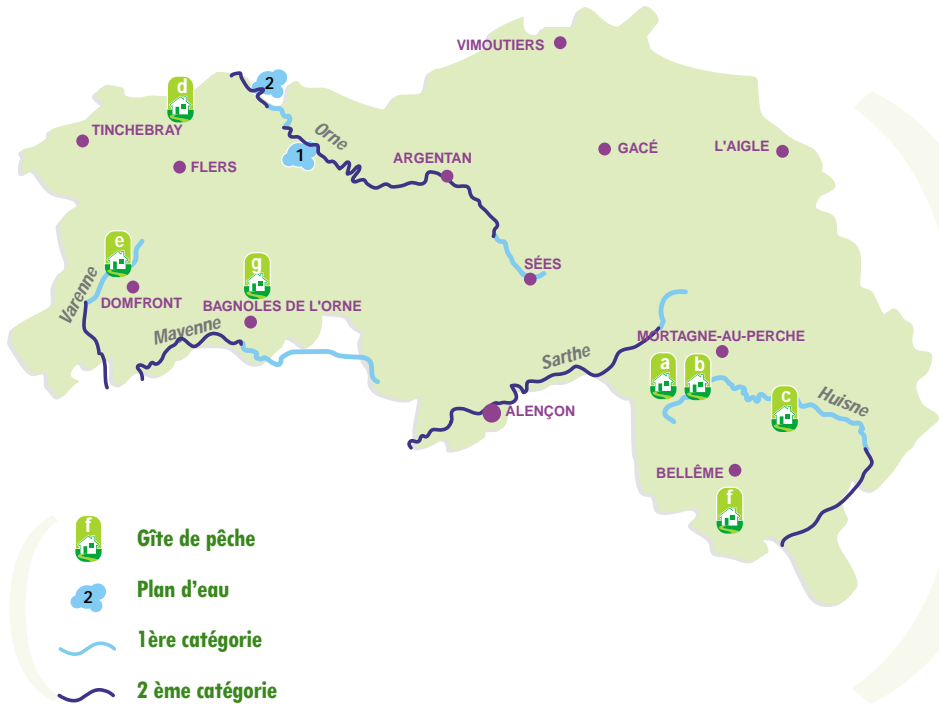 VIMOUTIERS
2
d
TINCHEBRAY
Orne
1
ARGENTAN
GACÉ
L'AIGLE
FLERS
e
g
SÉES
Varenne
DOMFRONT
BAGNOLES DE L'ORNE
Mayenne
MORTAGNE-AU-PERCHE
Sarthe
a
b
c
Huisne
ALENÇON
BELLÊME
f
f
Gîte de pêche
2
Plan d'eau
1ère catégorie
2 ème catégorie